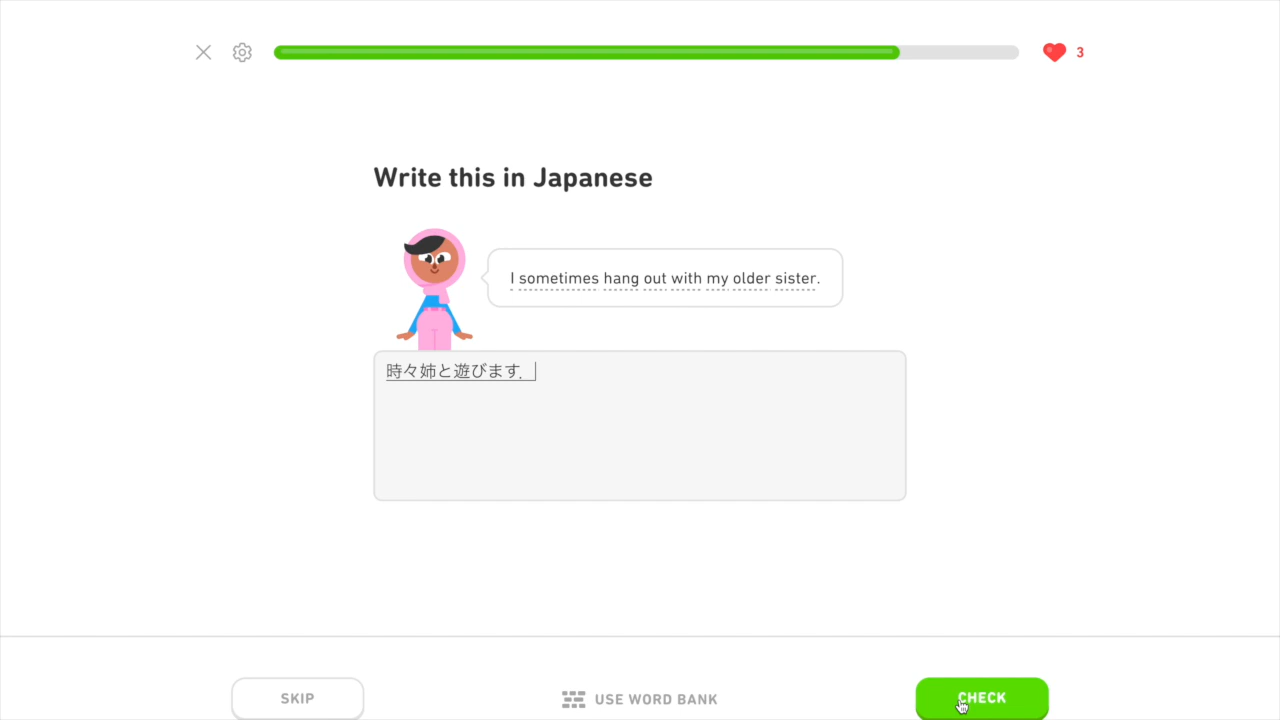 3
Write this in Japanese
I sometimes hang out with my older sister.
時々姉と遊びます．
SKIP
USE WORD BANK
CHECK